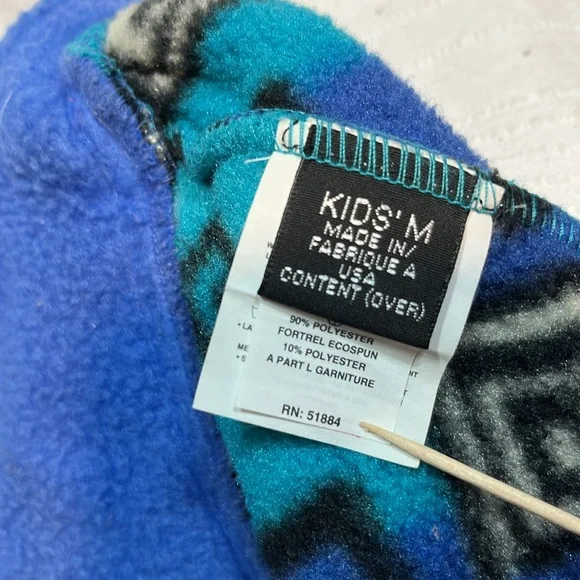 KIDS' M
MADE IN/
FABRIQUE A
USA
CONTENT (OVER)
90% POLYESTER
FORTREL ECOSPUN
10% POLYESTER
A PART L GARNITURE
RN: 51884